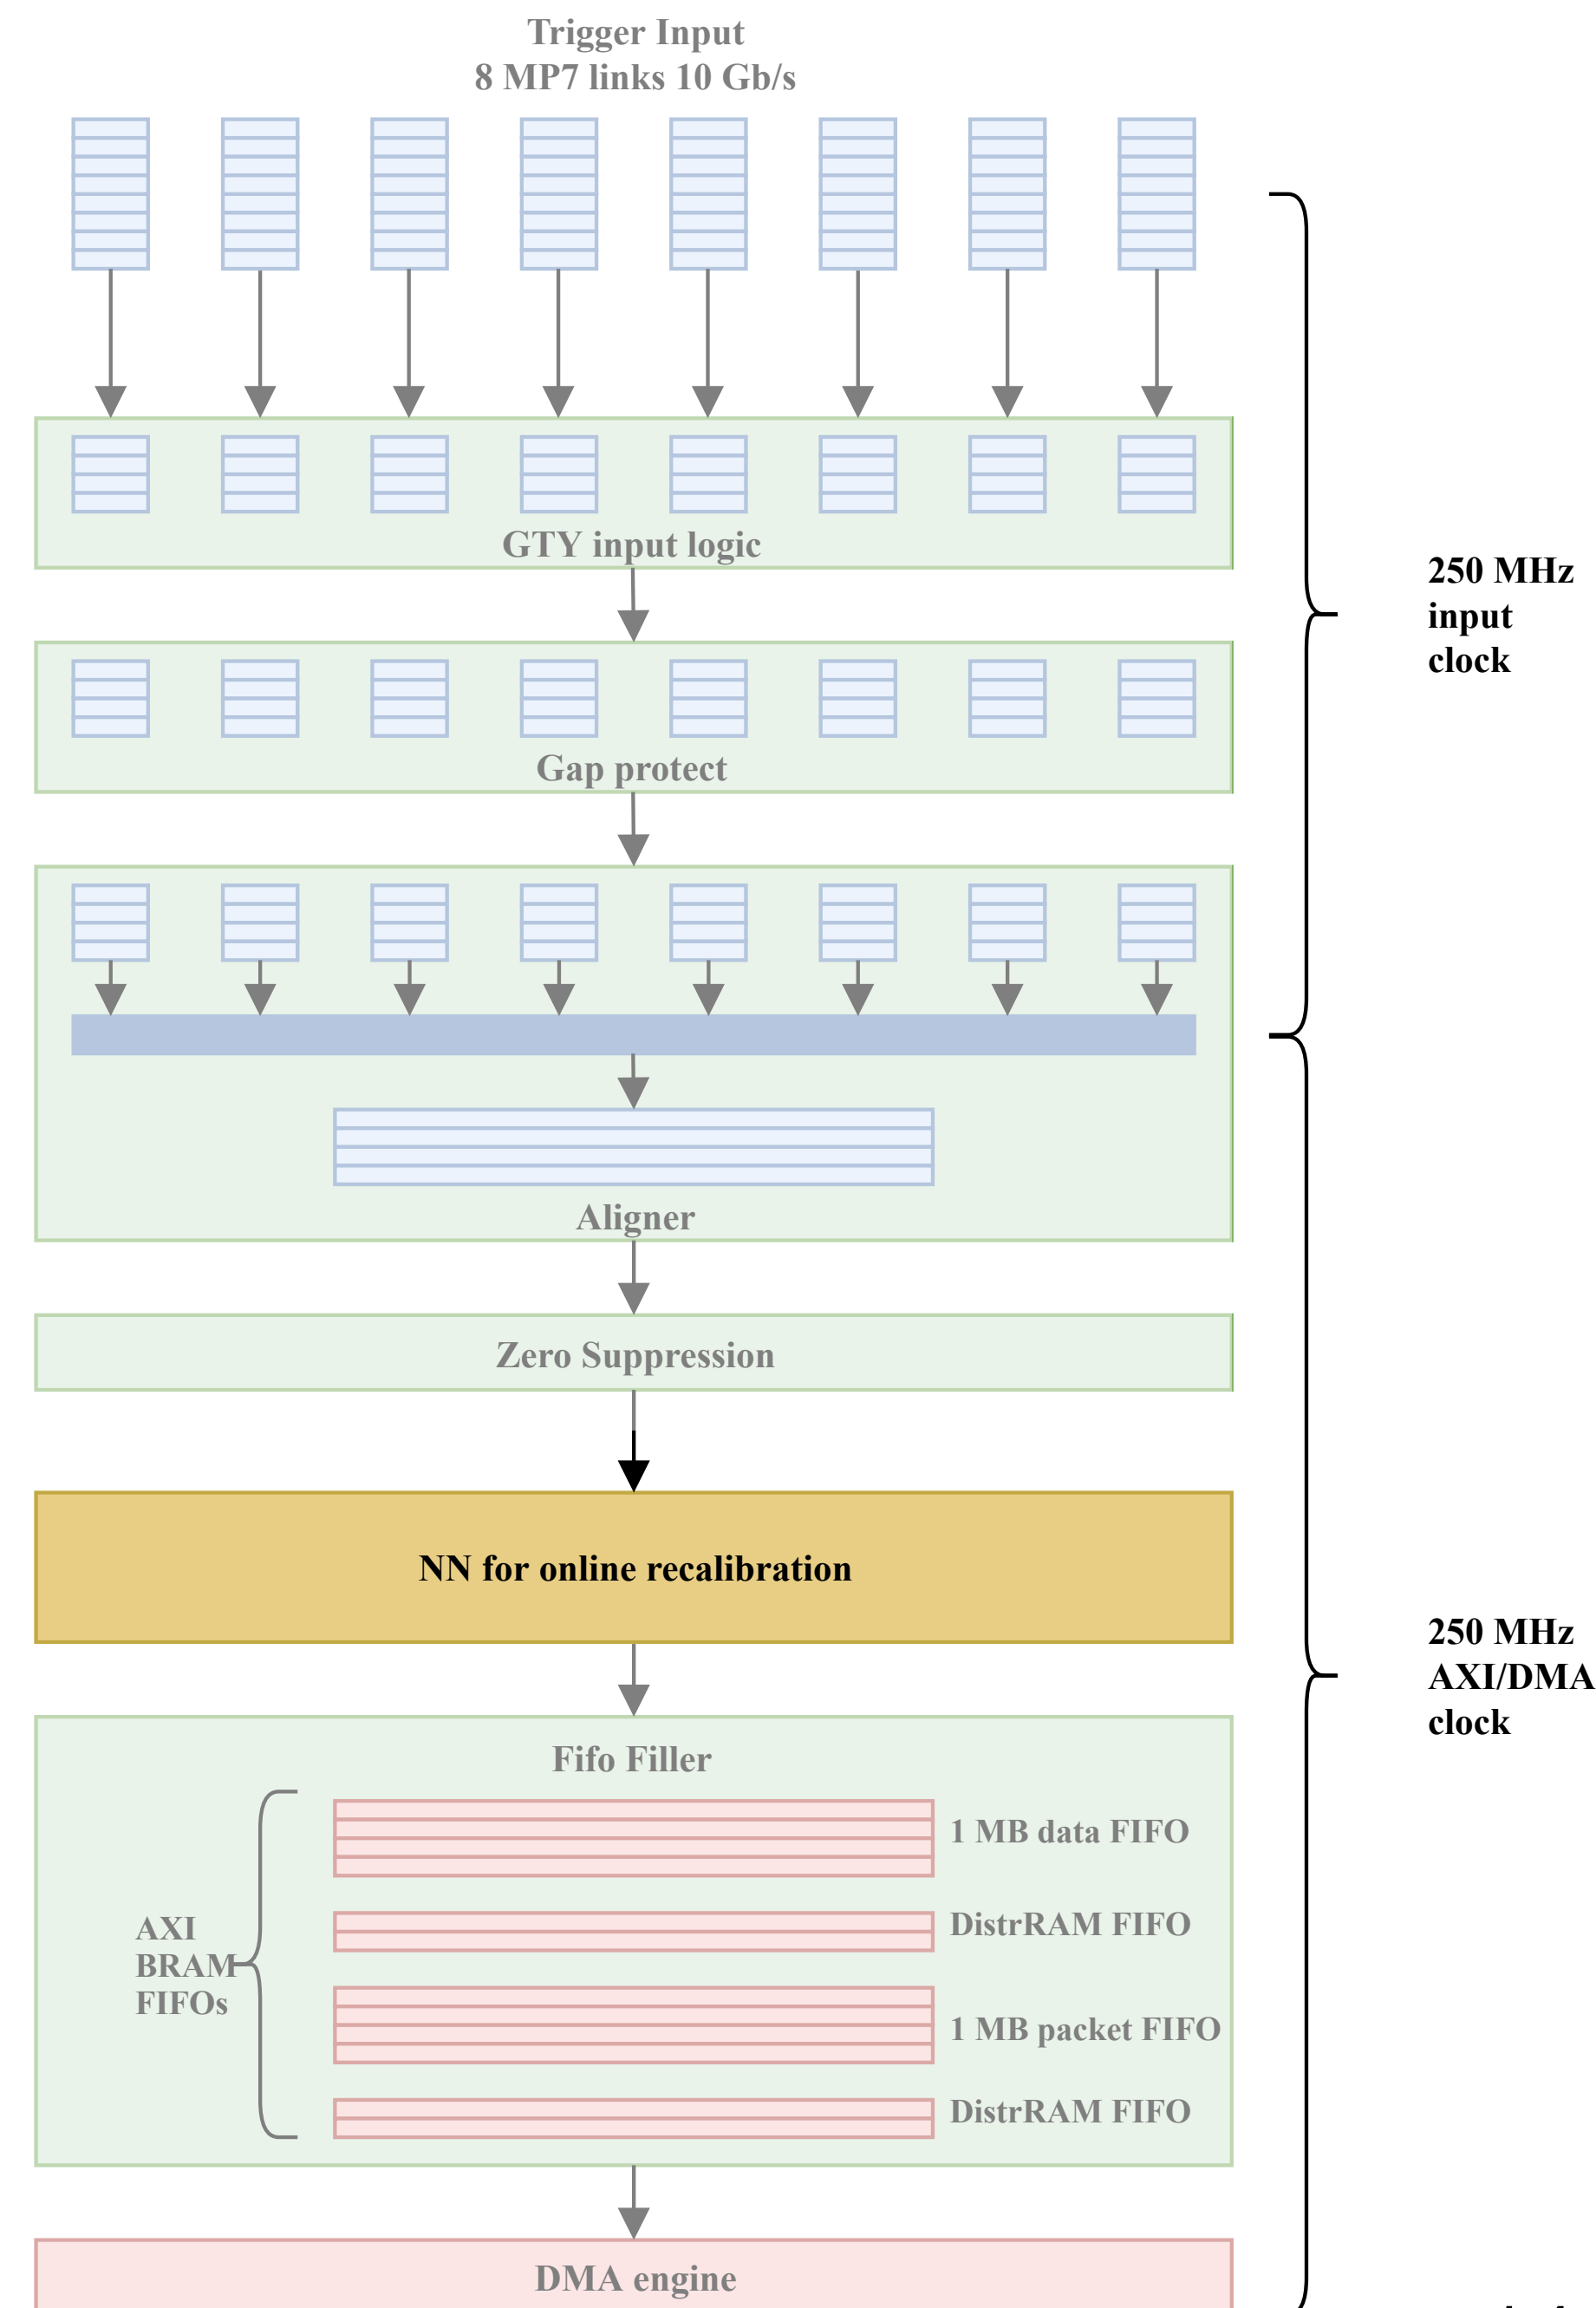 Trigger Input
8 MP7 links 10 Gb/s
GTY input logic
250 MHz
input
clock
Gap protect
Aligner
Zero Suppression
NN for online recalibration
250 MHz
AXI/DMA
clock
Fifo Filler
1 MB data FIFO
DistrRAM FIFO
AXI
BRAM
FIFOs
1 MB packet FIFO
DistrRAM FIFO
DMA engine